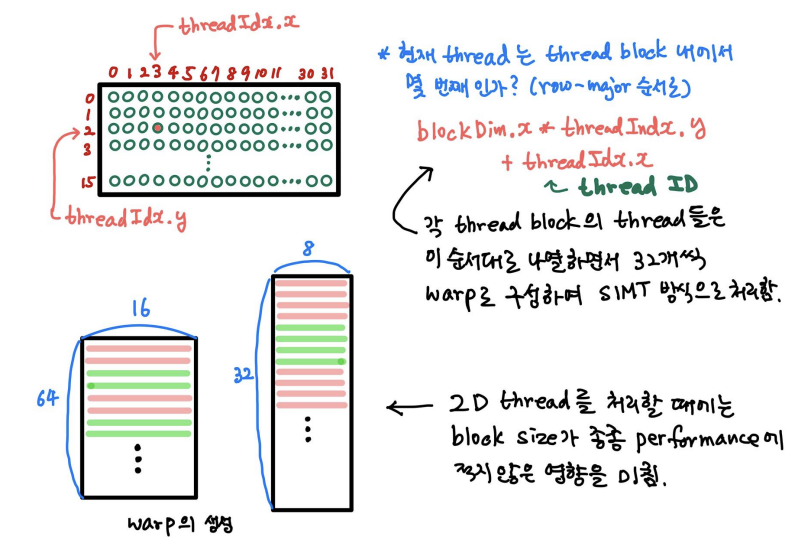 threadIdx.x
0 1 2 3 4 5 6 7 8 9 10 11 30 31
0
1
2
3
15
threadIdx.y
* 현재 thread는 thread block 내에서
몇 번째인가? (row-major 순서로)
blockDim.x * threadIndx.y
+ threadIdx.x
← thread ID
각 thread block의 thread들은
이 순서대로 나열하면서 32개씩
warp로 구성하여 SIMT 방식으로 처리함.
16
64
8
32
warp의 생성
← 2D thread를 처리할 때에는
block size가 종종 performance에
적지않은 영향을 미침.